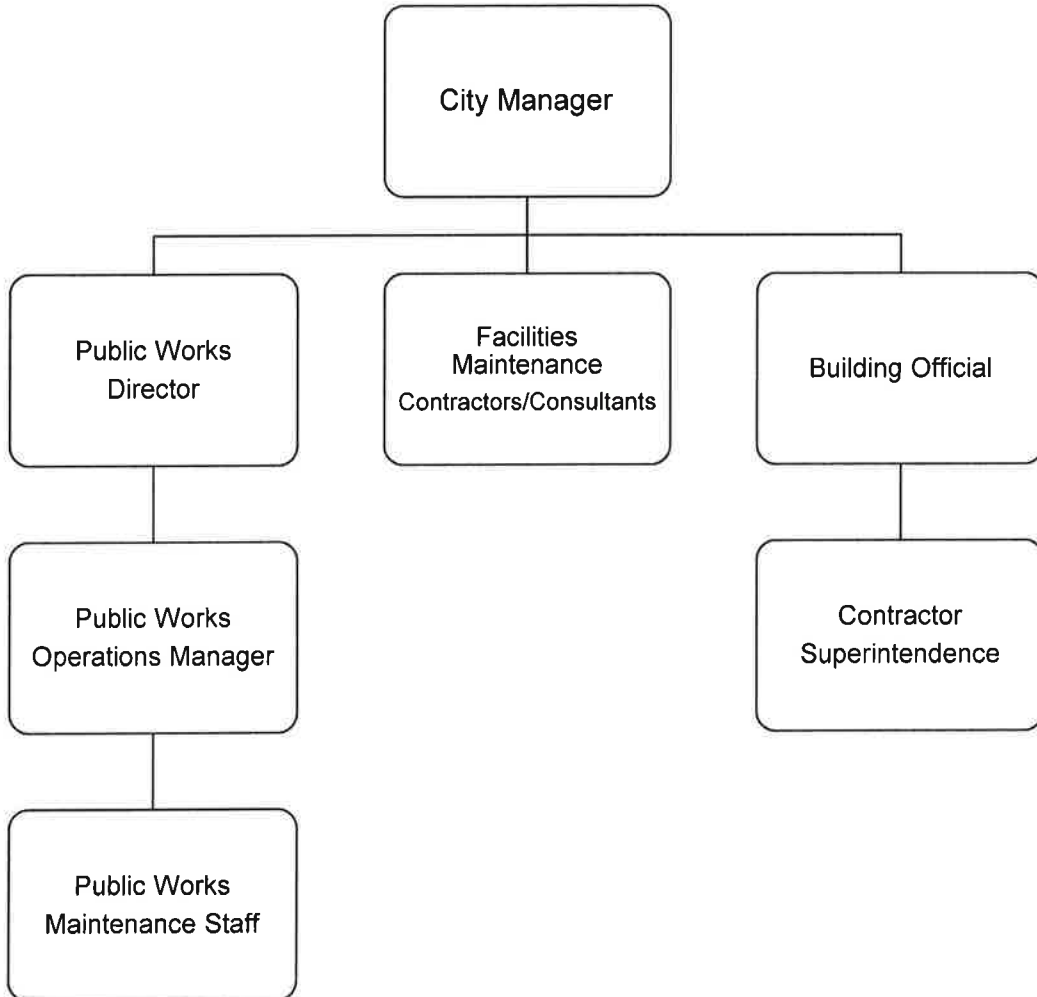 City Manager
Public Works
Director
Facilities
Maintenance
Contractors/Consultants
Building Official
Public Works
Operations Manager
Contractor
Superintendence
Public Works
Maintenance Staff